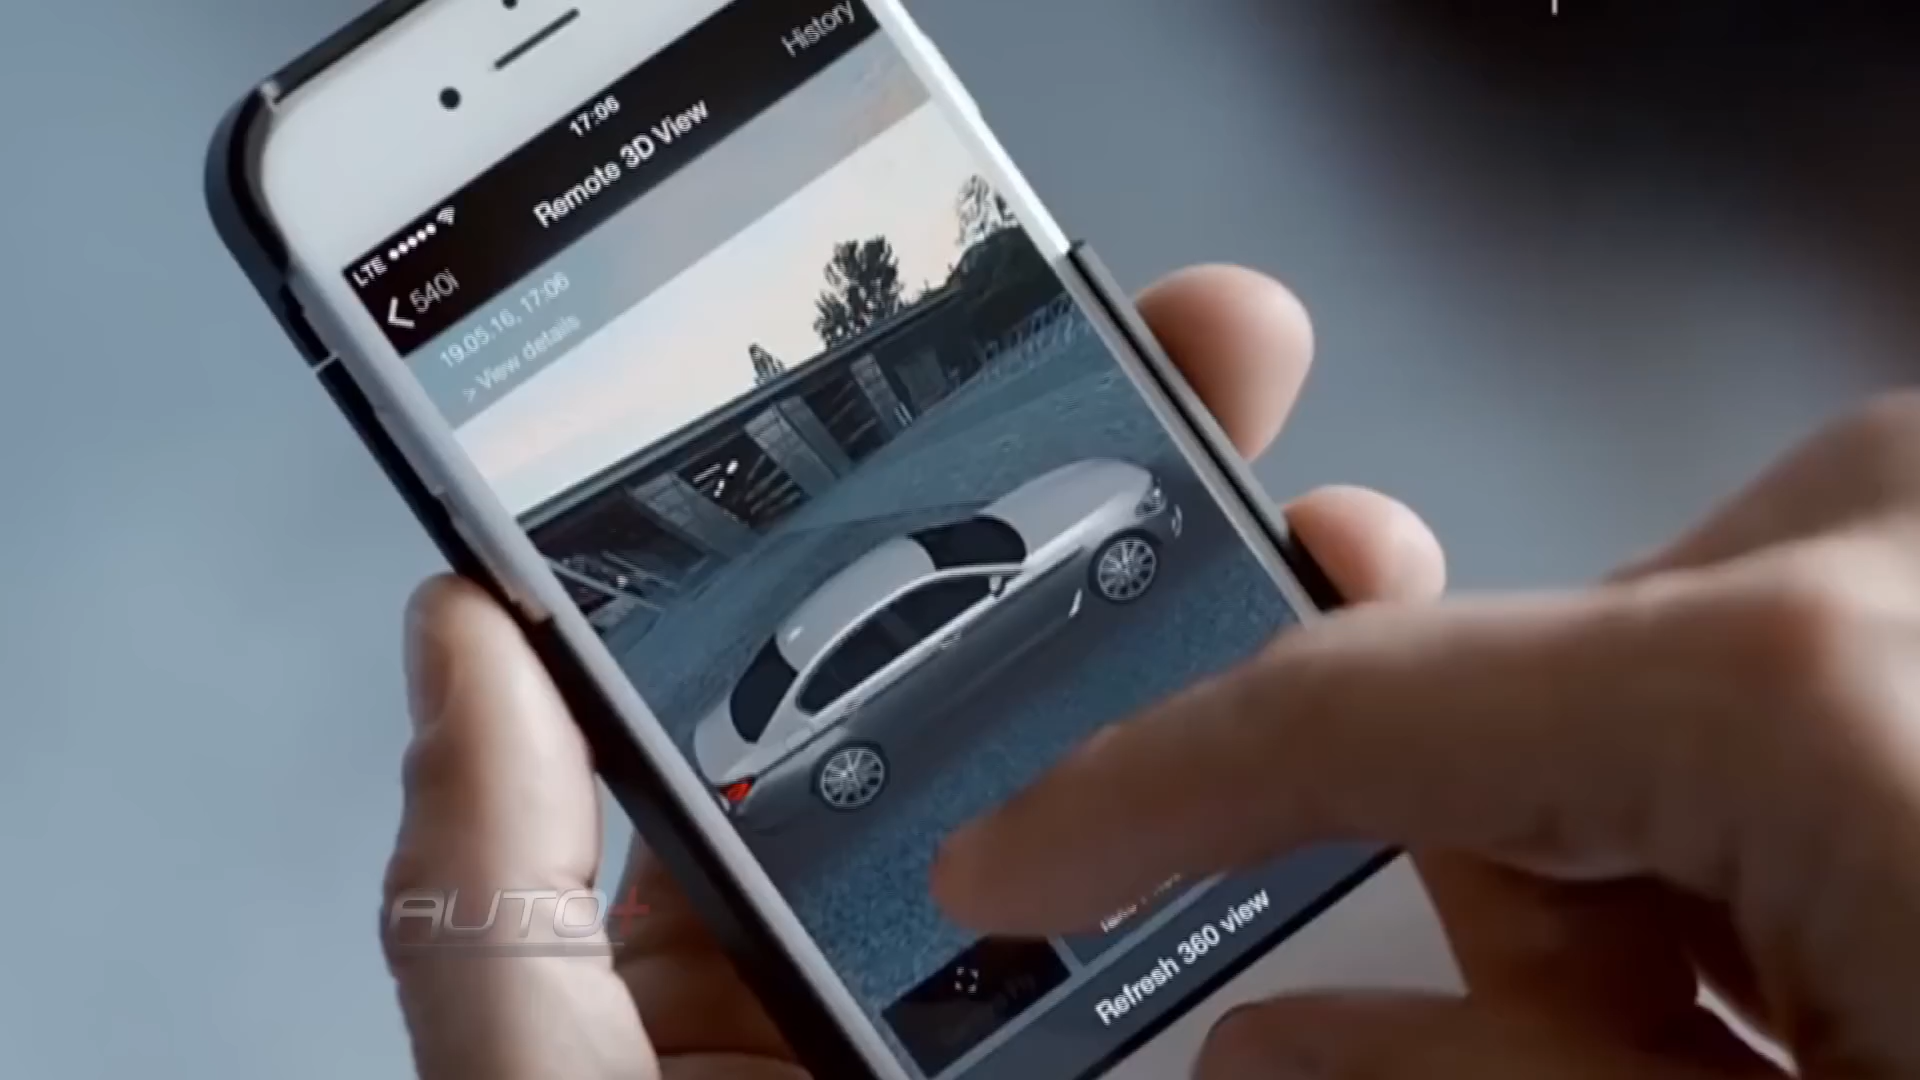 History
17:06
Remote 3D View
LTE
540i
19.05.16, 17:06
> View details
Refresh 360 view
AUTO+